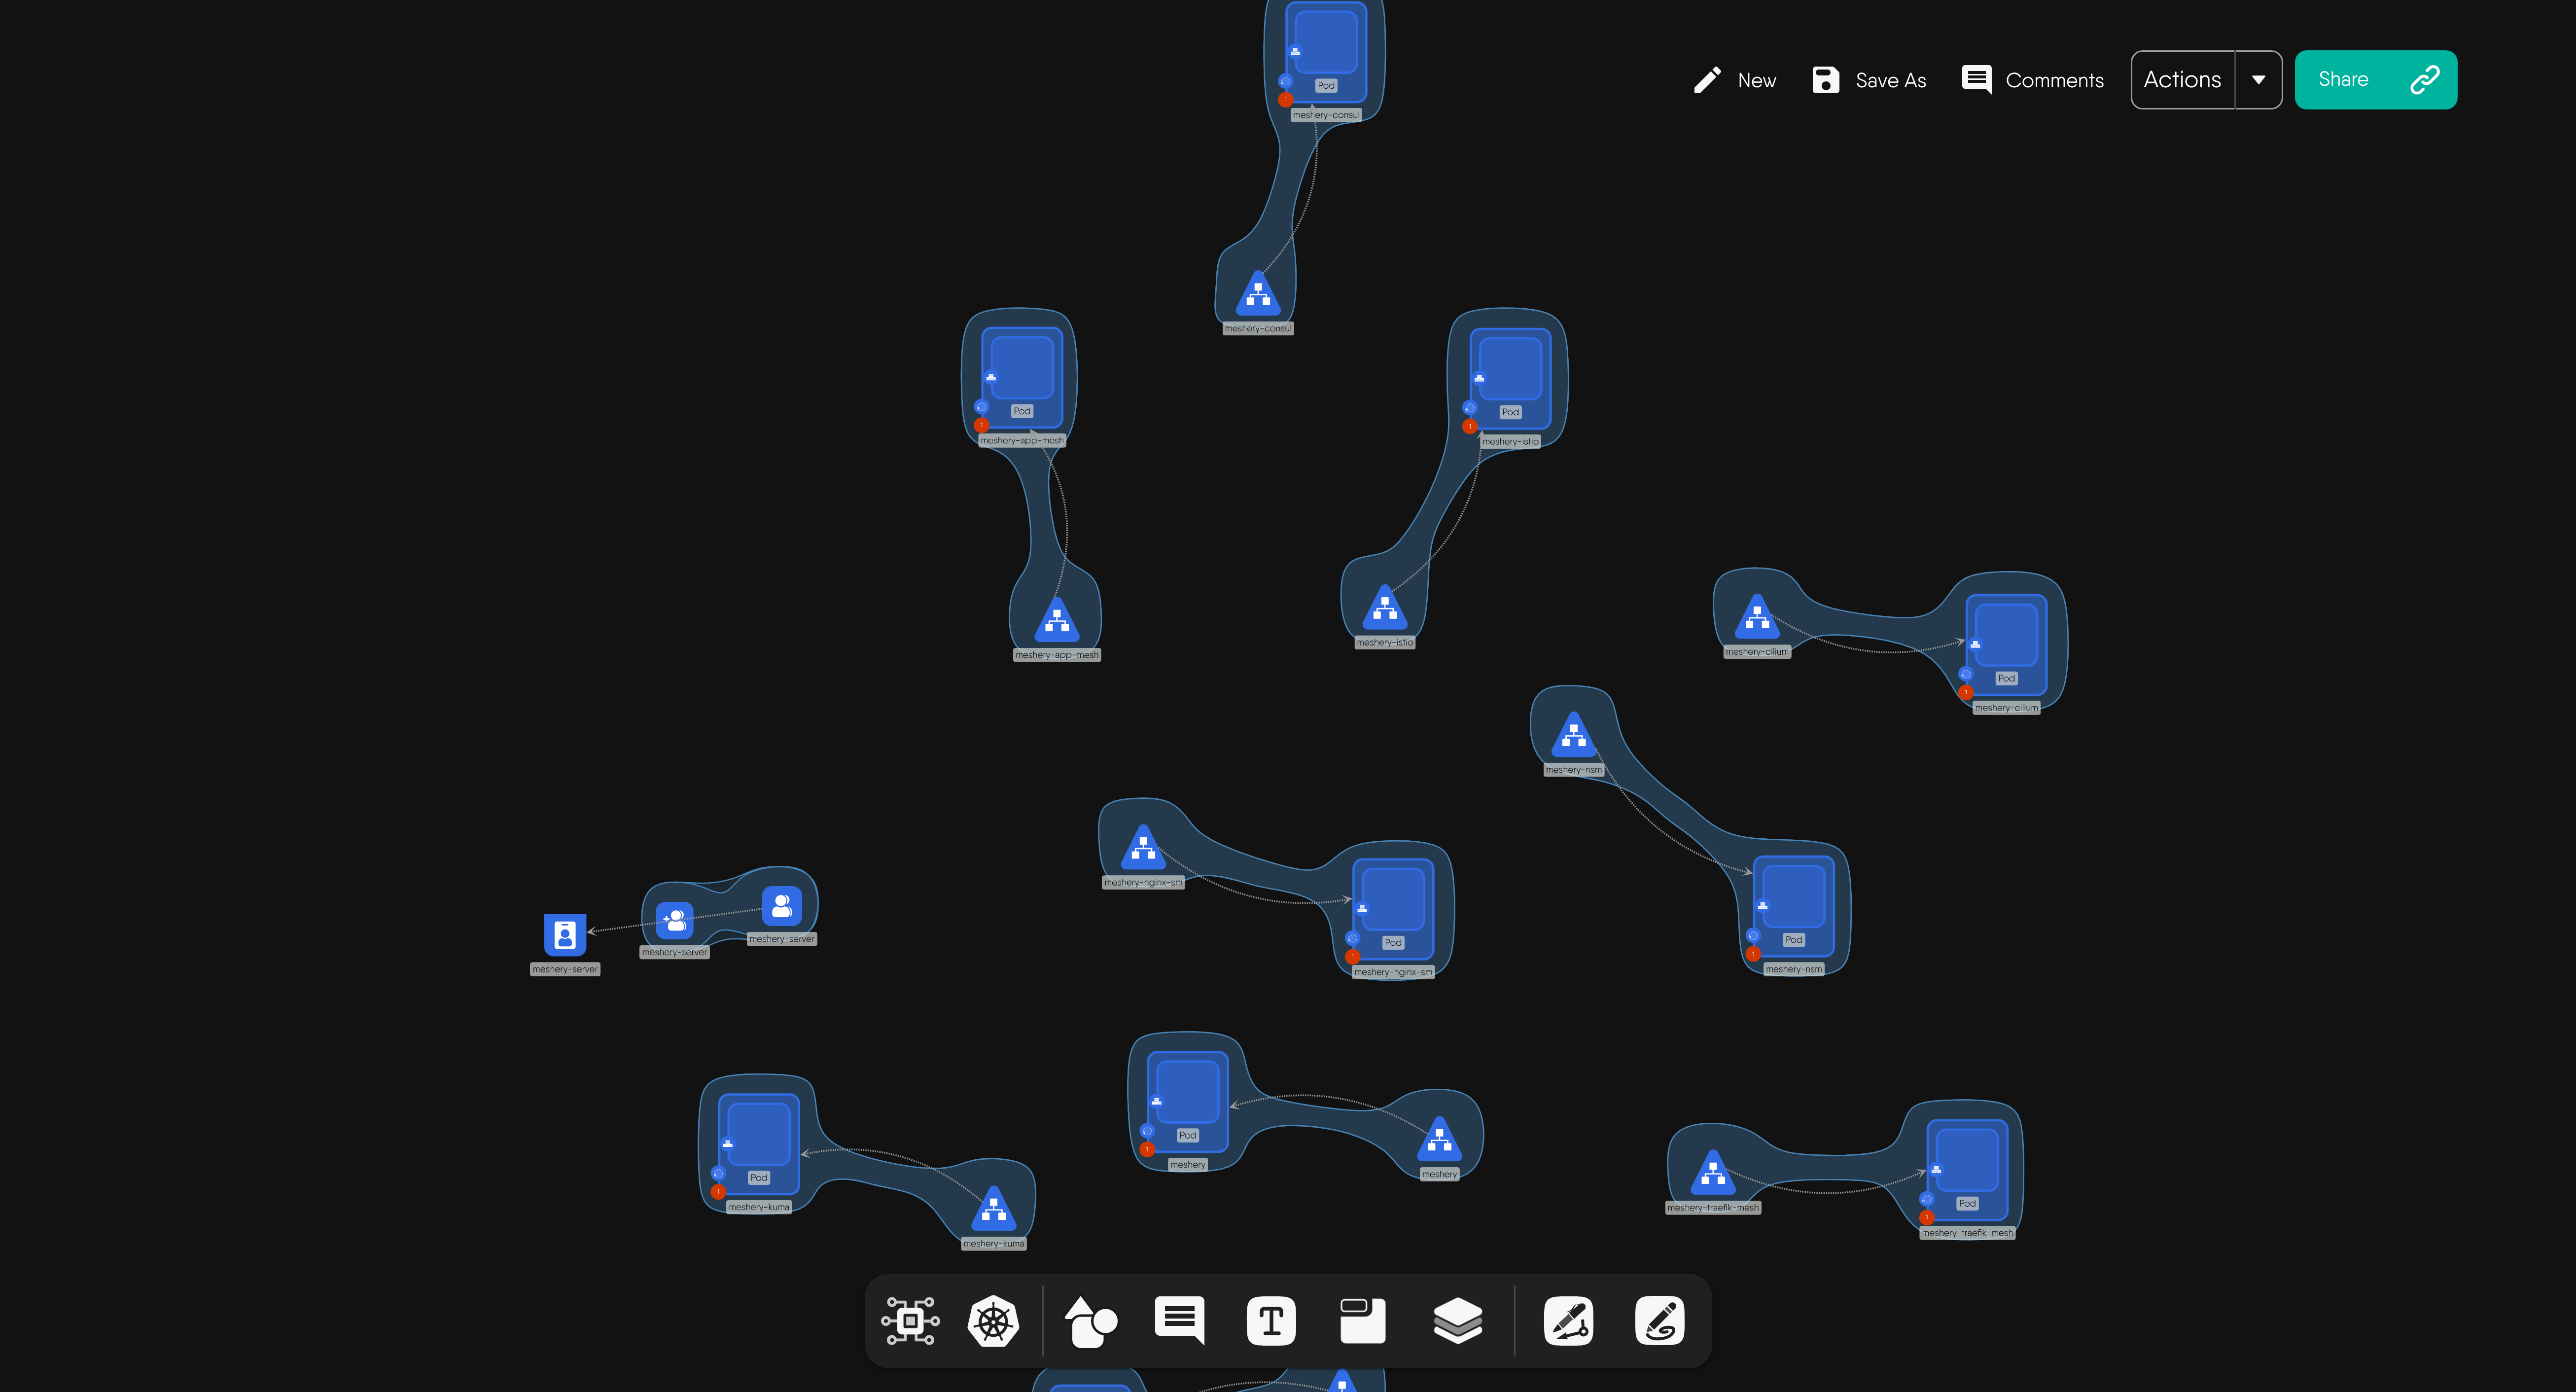 Pod
meshery-consul
New
Save As
Comments
Actions
Share
meshery-consul
Pod
meshery-app-mesh
Pod
meshery-istio
meshery-app-mesh
meshery-istio
meshery-cilium
Pod
meshery-cilium
meshery-nsm
meshery-nginx-sm
Pod
meshery-nginx-sm
Pod
meshery-nsm
meshery-server
meshery-server
meshery-server
Pod
meshery
meshery
Pod
meshery-kuma
meshery-kuma
meshery-traefik-mesh
Pod
meshery-traefik-mesh
T